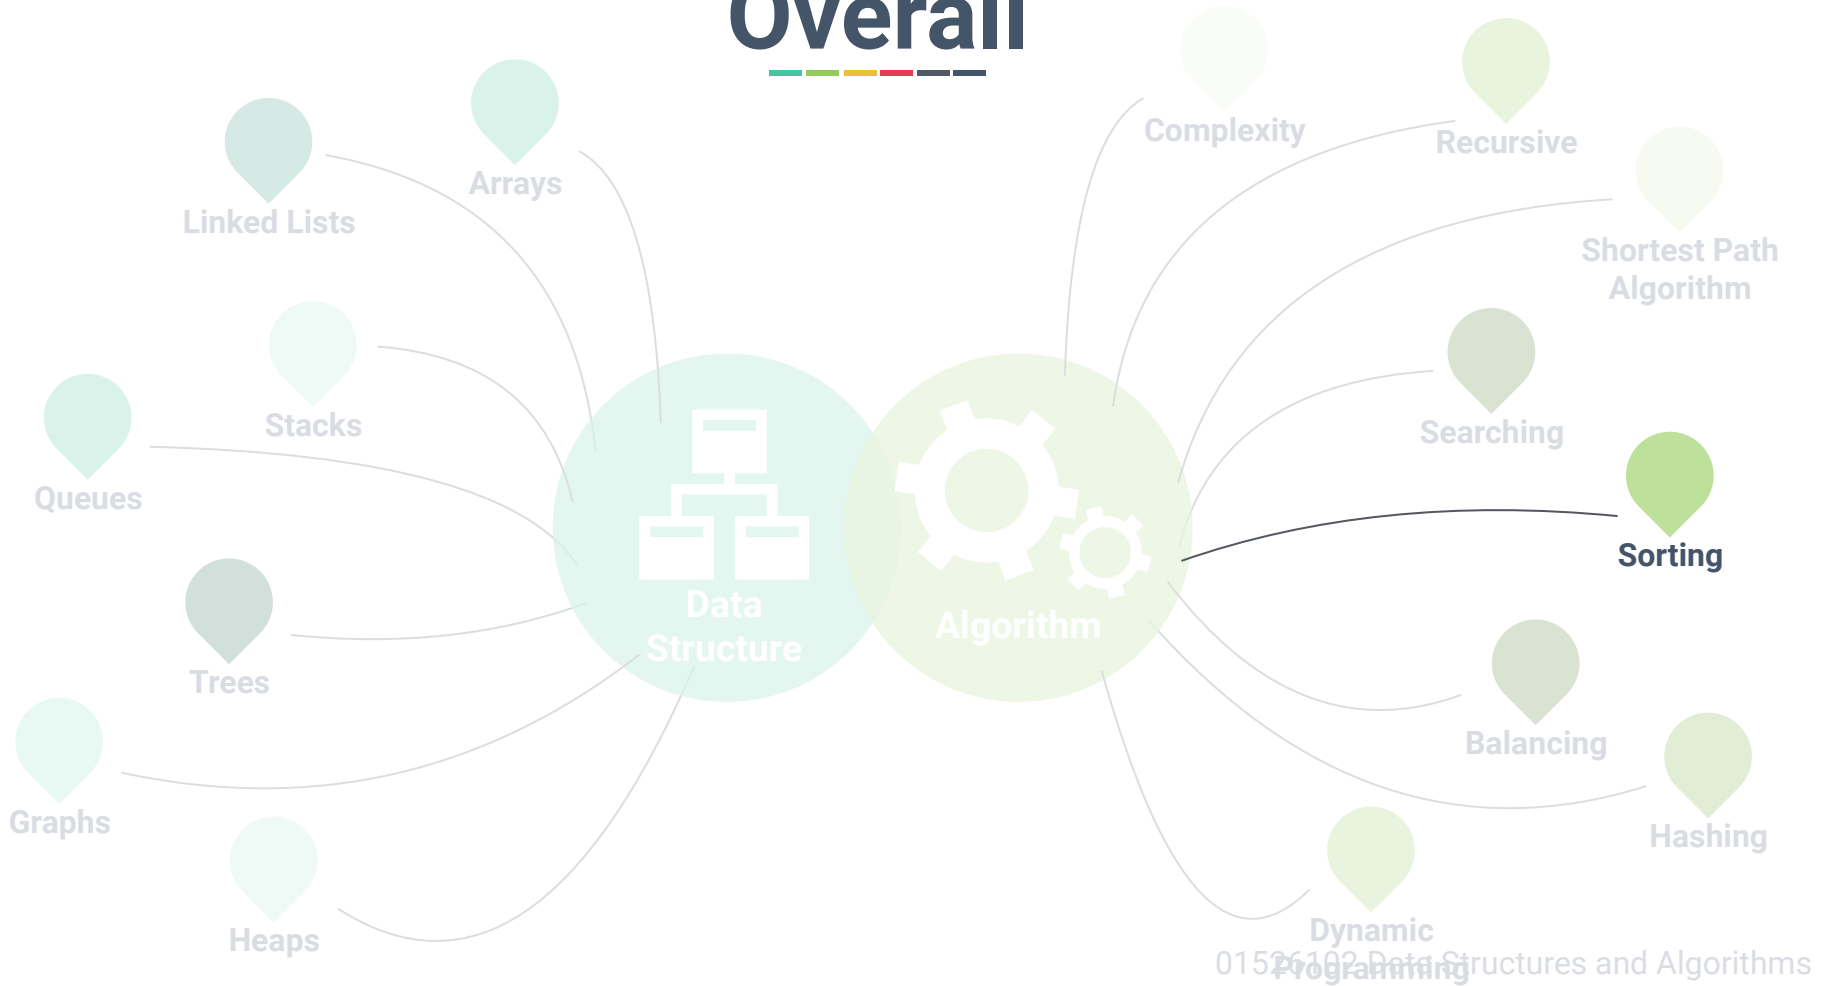 Overall
Complexity
Recursive
Arrays
Linked Lists
Shortest Path
Algorithm
Stacks
Searching
Queues
Sorting
Data
Structure
Algorithm
Trees
Balancing
Graphs
Hashing
Heaps
Dynamic
Programming
01526102 Data Structures and Algorithms